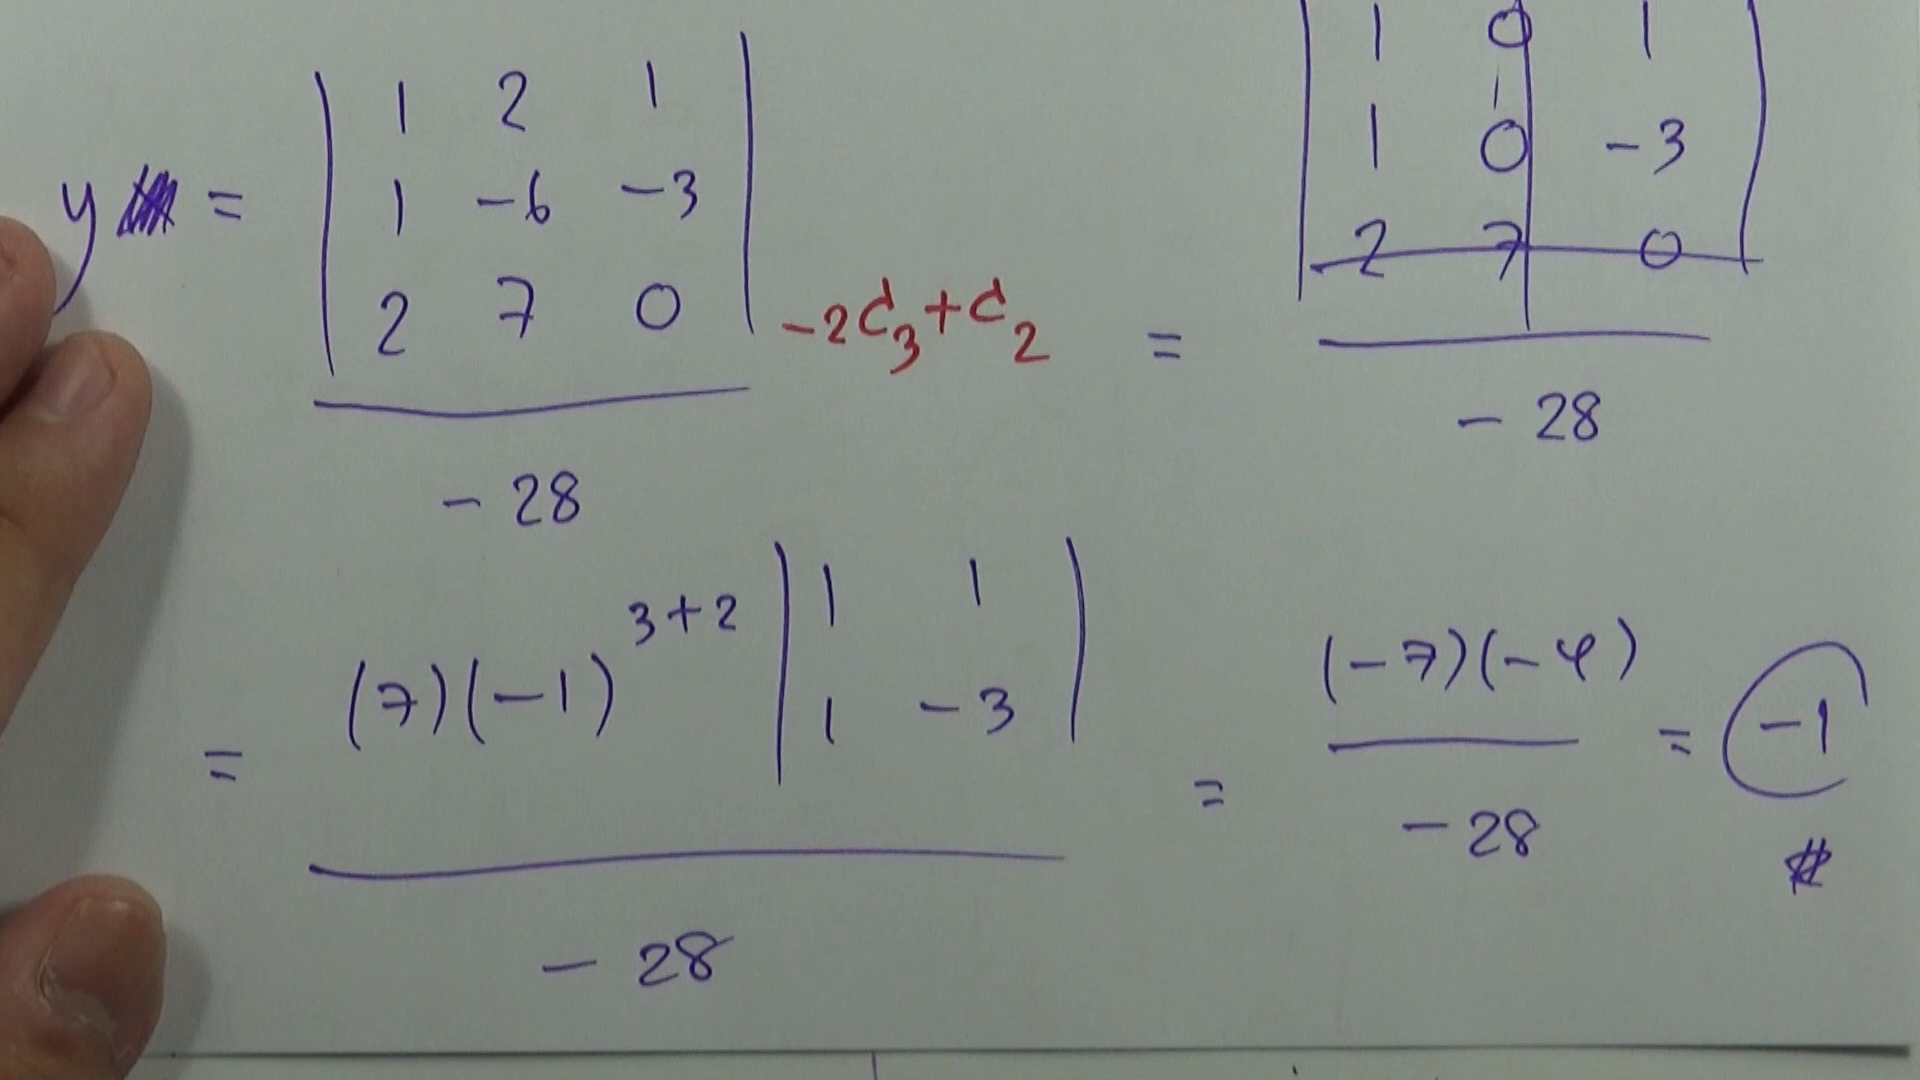 y = | 1 2 1 |
| 1 -6 -3 |
| 2 7 0 | -2C₃+C₂
- 28
= | 1 0 1 |
| 1 0 -3 |
| 2 7 0 |
- 28
= (7)(-1)³⁺² | 1 1 |
| 1 -3 |
- 28
= (-7)(-4)
- 28
= -1
#